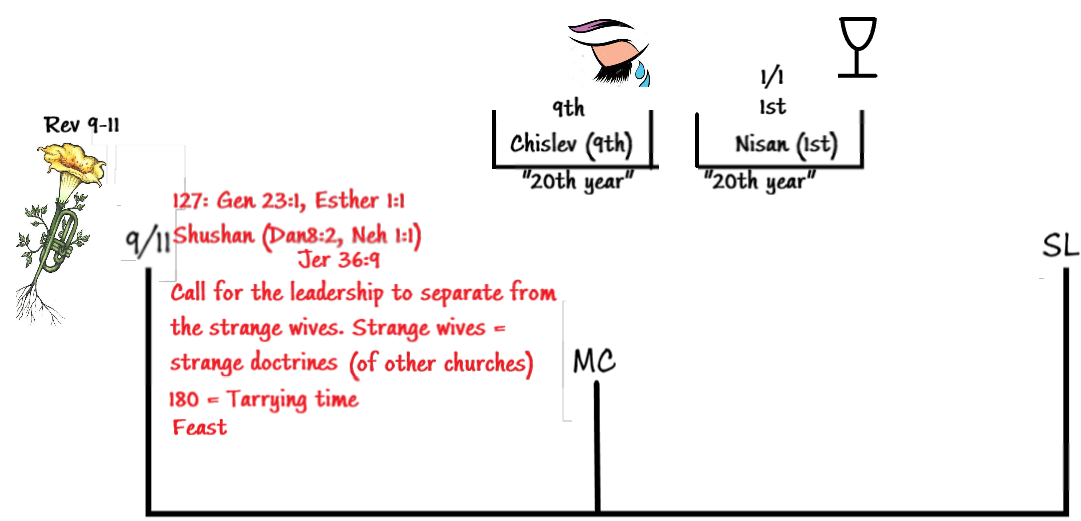 Rev 9-11
9th
Chislev (9th)
"20th year"
1/1
1st
Nisan (1st)
"20th year"
9/11
127: Gen 23:1, Esther 1:1
Shushan (Dan8:2, Neh 1:1)
Jer 36:9
Call for the leadership to separate from
the strange wives. Strange wives =
strange doctrines (of other churches)
180 = Tarrying time
Feast
MC
SL